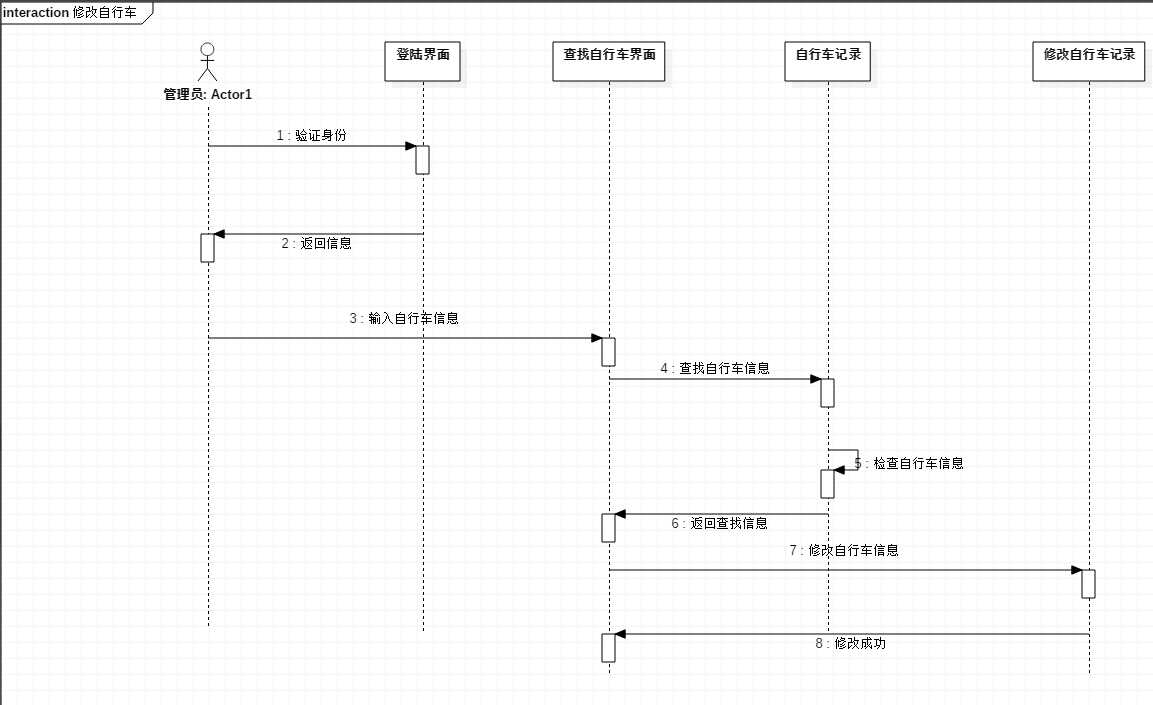 interaction 修改自行车
登陆界面
查找自行车界面
自行车记录
修改自行车记录
管理员: Actor1
1 : 验证身份
2 : 返回信息
3 : 输入自行车信息
4 : 查找自行车信息
5 : 检查自行车信息
6 : 返回查找信息
7 : 修改自行车信息
8 : 修改成功